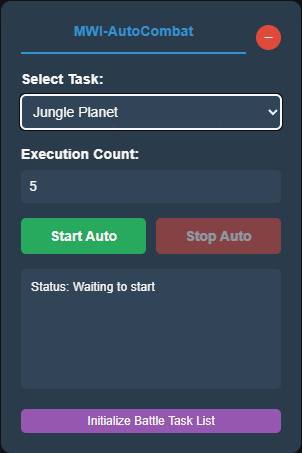 MWI-AutoCombat
−
Select Task:
Jungle Planet
Execution Count:
5
Start Auto
Stop Auto
Status: Waiting to start
Initialize Battle Task List